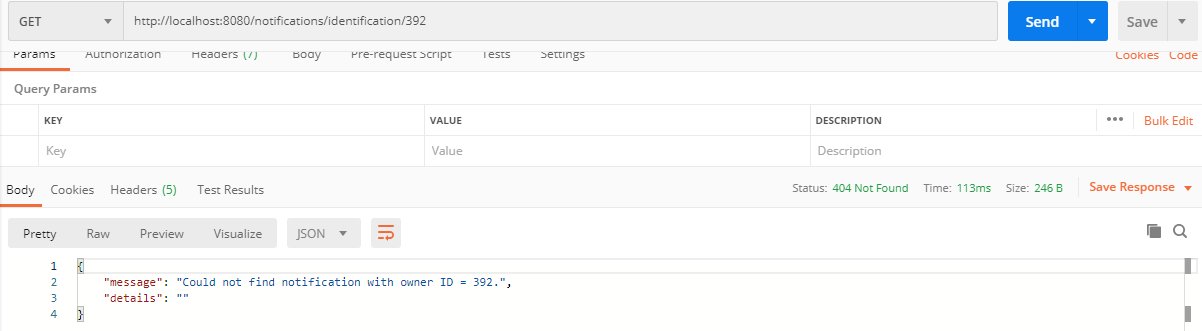 GET http://localhost:8080/notifications/identification/392 Send Save
Params Authorization Headers (7) Body Pre-request Script Tests Settings Cookies Code
Query Params
KEY VALUE DESCRIPTION ••• Bulk Edit
Key Value Description
Body Cookies Headers (5) Test Results Status: 404 Not Found Time: 113ms Size: 246 B Save Response
Pretty Raw Preview Visualize JSON
1 {
2 "message": "Could not find notification with owner ID = 392.",
3 "details": ""
4 }